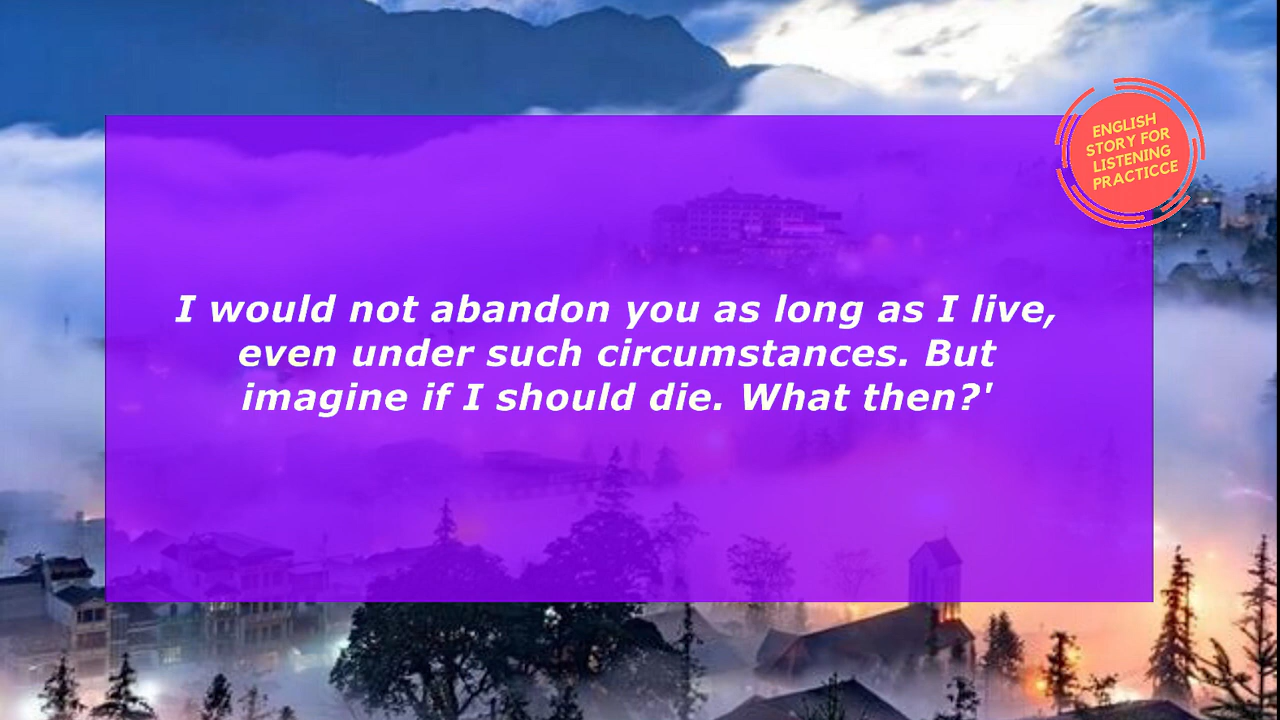 ENGLISH
STORY FOR
LISTENING
PRACTICCE
I would not abandon you as long as I live,
even under such circumstances. But
imagine if I should die. What then?'